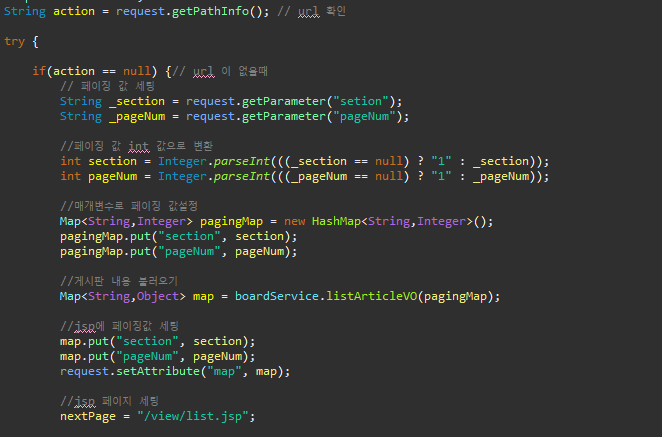 String action = request.getPathInfo(); // url 확인
try {
if(action == null) {// url 이 없을때
// 페이징 값 세팅
String _section = request.getParameter("setion");
String _pageNum = request.getParameter("pageNum");
//페이징 값 int 값으로 변환
int section = Integer.parseInt(((_section == null) ? "1" : _section));
int pageNum = Integer.parseInt(((_pageNum == null) ? "1" : _pageNum));
//매개변수로 페이징 값설정
Map<String,Integer> pagingMap = new HashMap<String,Integer>();
pagingMap.put("section", section);
pagingMap.put("pageNum", pageNum);
//게시판 내용 불러오기
Map<String,Object> map = boardService.listArticleVO(pagingMap);
//jsp에 페이징값 세팅
map.put("section", section);
map.put("pageNum", pageNum);
request.setAttribute("map", map);
//jsp 페이지 세팅
nextPage = "/view/list.jsp";